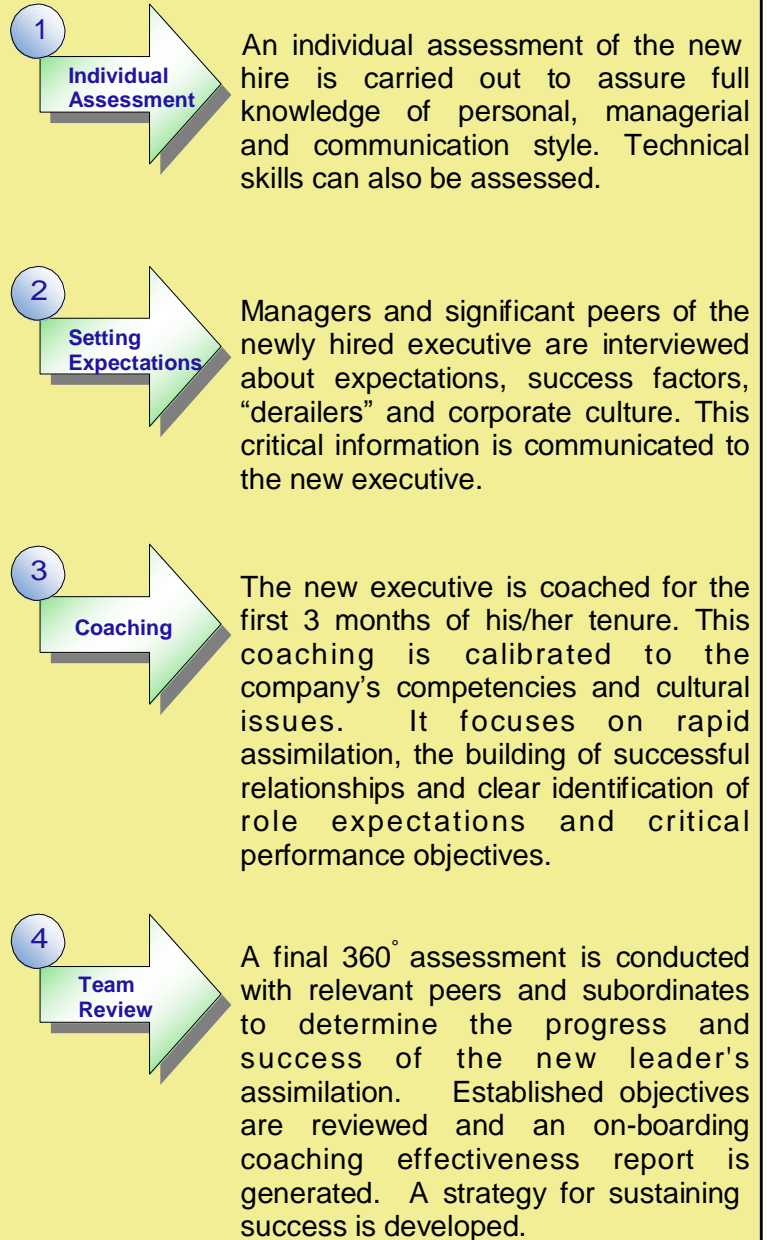 1
Individual
Assessment
An individual assessment of the new
hire is carried out to assure full
knowledge of personal, managerial
and communication style. Technical
skills can also be assessed.
2
Setting
Expectations
Managers and significant peers of the
newly hired executive are interviewed
about expectations, success factors,
“derailers” and corporate culture. This
critical information is communicated to
the new executive.
3
Coaching
The new executive is coached for the
first 3 months of his/her tenure. This
coaching is calibrated to the
company’s competencies and cultural
issues. It focuses on rapid
assimilation, the building of successful
relationships and clear identification of
role expectations and critical
performance objectives.
4
Team
Review
A final 360° assessment is conducted
with relevant peers and subordinates
to determine the progress and
success of the new leader's
assimilation. Established objectives
are reviewed and an on-boarding
coaching effectiveness report is
generated. A strategy for sustaining
success is developed.